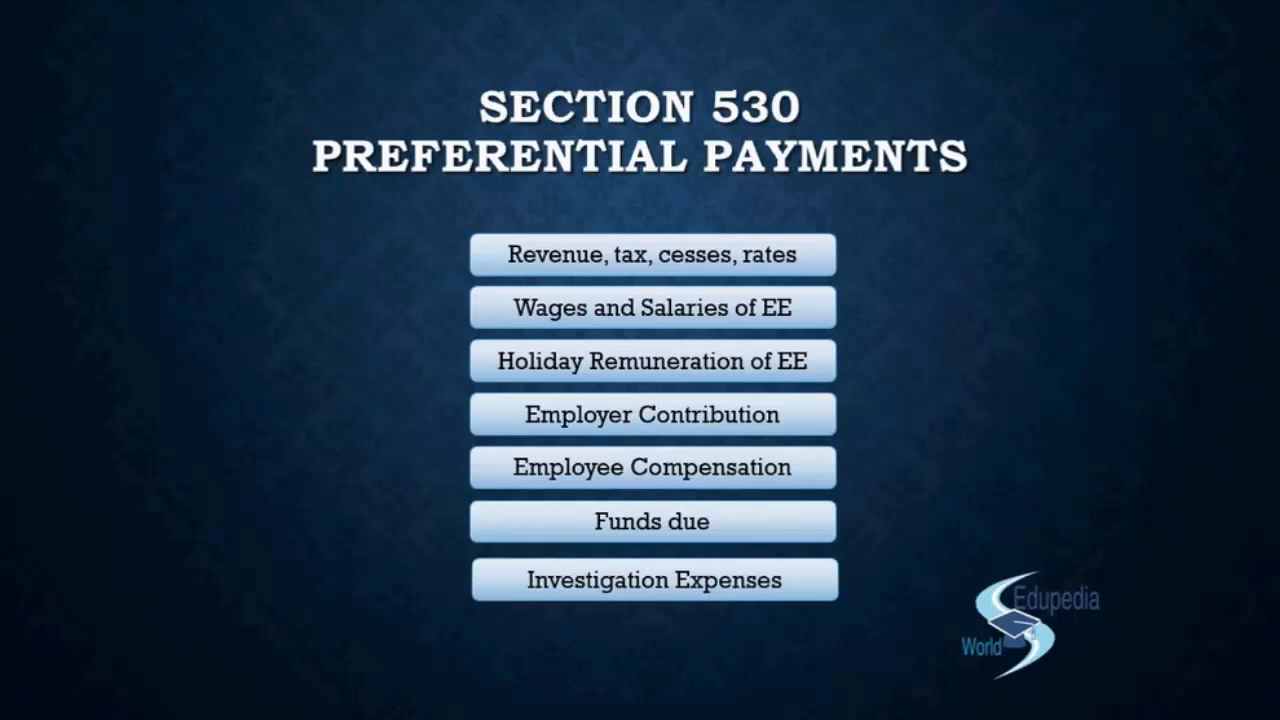 SECTION 530
PREFERENTIAL PAYMENTS
Revenue, tax, cesses, rates
Wages and Salaries of EE
Holiday Remuneration of EE
Employer Contribution
Employee Compensation
Funds due
Investigation Expenses
Edupedia
World